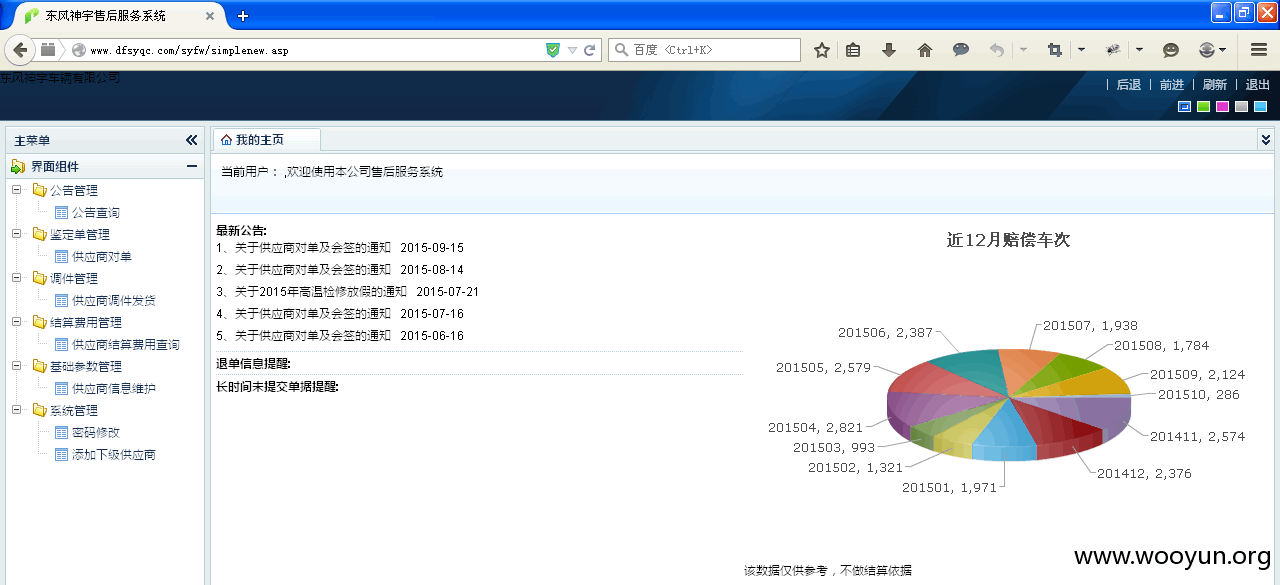 东风神宇售后服务系统
www.dfsyqc.com/syfw/simplenew.asp
百度 <Ctrl+K>
东风神宇车辆有限公司
| 后退 | 前进 | 刷新 | 退出
主菜单
我的主页
界面组件
公告管理
公告查询
鉴定单管理
供应商对单
调件管理
供应商调件发货
结算费用管理
供应商结算费用查询
基础参数管理
供应商信息维护
系统管理
密码修改
添加下级供应商
当前用户： ,欢迎使用本公司售后服务系统
最新公告:
1、关于供应商对单及会签的通知 2015-09-15
2、关于供应商对单及会签的通知 2015-08-14
3、关于2015年高温检修放假的通知 2015-07-21
4、关于供应商对单及会签的通知 2015-07-16
5、关于供应商对单及会签的通知 2015-06-16
退单信息提醒:
长时间未提交单据提醒:
近12月赔偿车次
201506, 2,387
201507, 1,938
201508, 1,784
201505, 2,579
201509, 2,124
201510, 286
201504, 2,821
201411, 2,574
201503, 993
201502, 1,321
201412, 2,376
201501, 1,971
www.wooyun.org
该数据仅供参考，不做结算依据